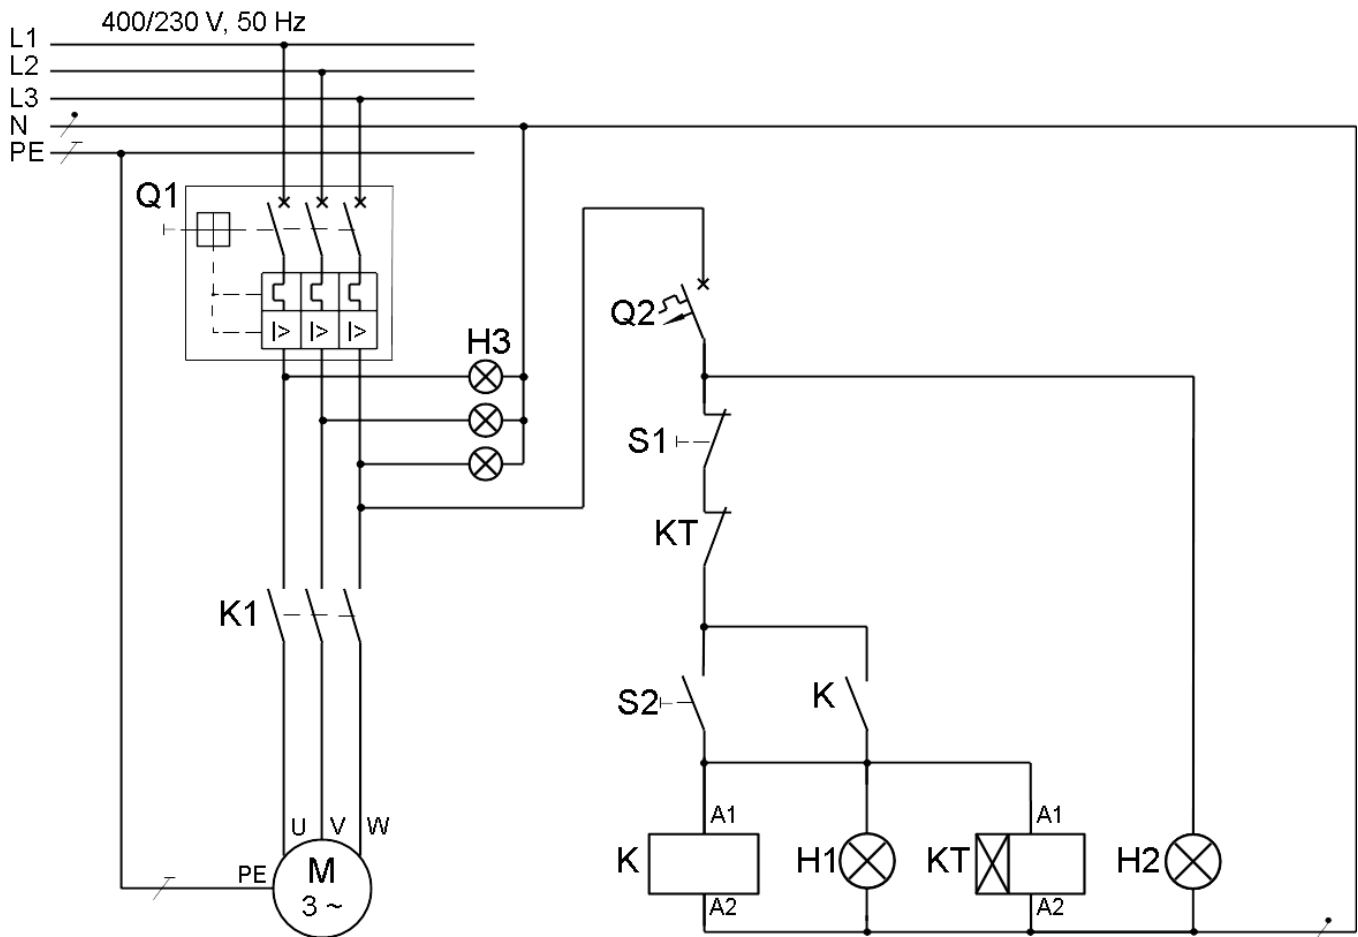 400/230 V, 50 Hz
L1
L2
L3
N
PE
Q1
I> I> I>
H3
Q2
S1
KT
K1
S2 K
U V W
A1 A1
PE M
3 ~
K H1 KT H2
A2 A2